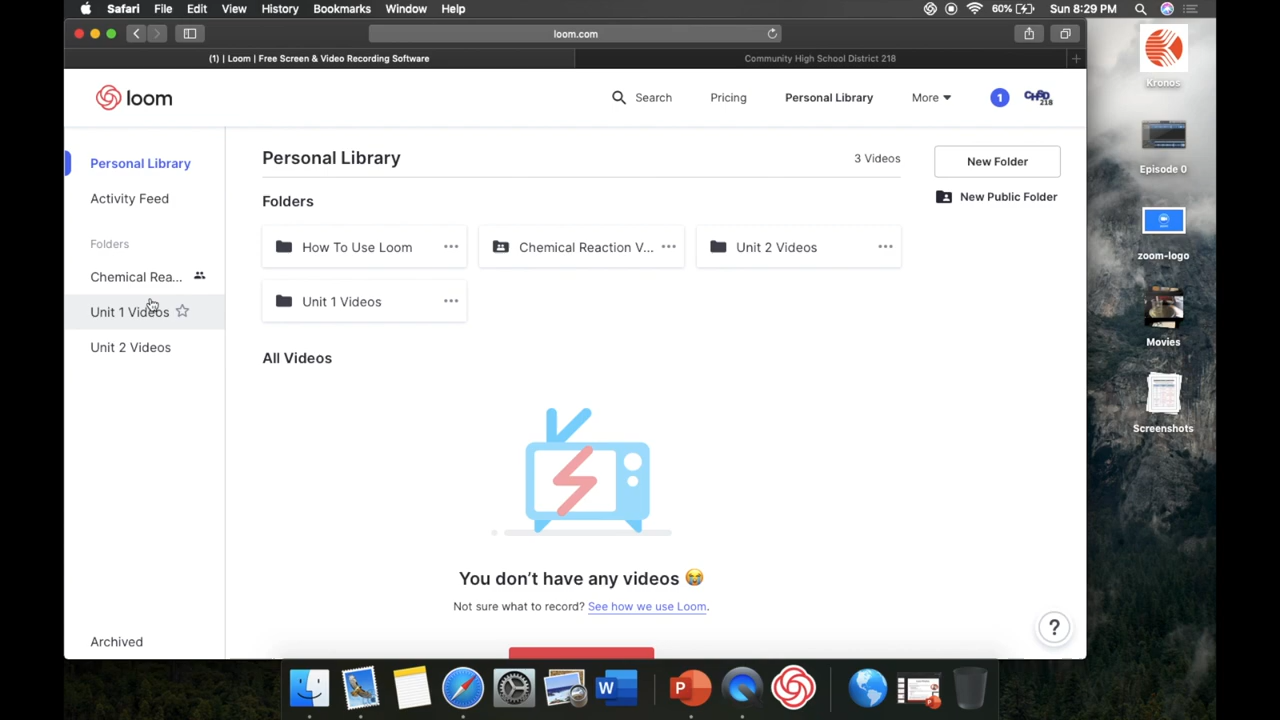 Safari File Edit View History Bookmarks Window Help 60% Sun 8:29 PM
loom.com
(1) | Loom | Free Screen & Video Recording Software
Community High School District 218
loom
Search
Pricing
Personal Library
More
1
CHSD 218
Personal Library
Activity Feed
Folders
Chemical Rea...
Unit 1 Videos
Unit 2 Videos
Archived
Personal Library
3 Videos
New Folder
New Public Folder
Folders
How To Use Loom
Chemical Reaction V...
Unit 2 Videos
Unit 1 Videos
All Videos
You don't have any videos 😭
Not sure what to record? See how we use Loom.
?
Kronos
Episode 0
zoom-logo
Movies
Screenshots
W
P